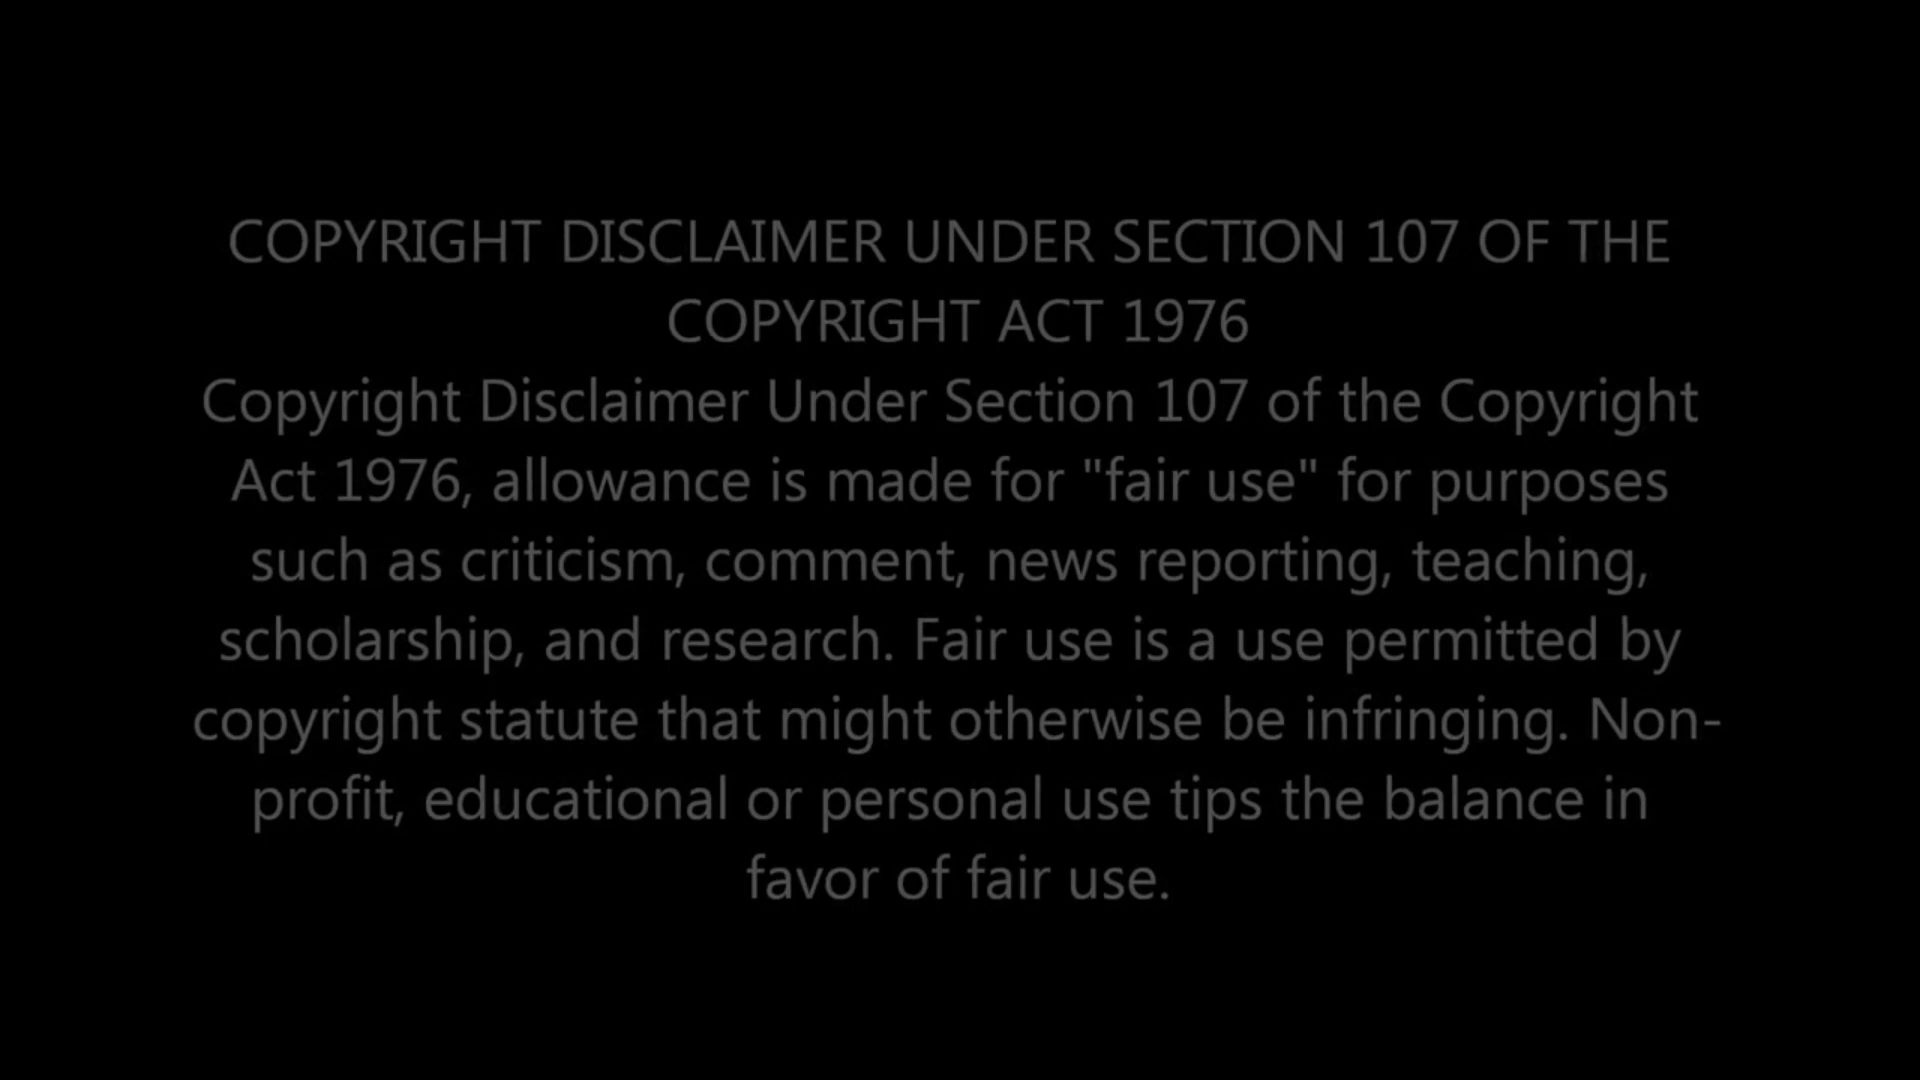 COPYRIGHT DISCLAIMER UNDER SECTION 107 OF THE
COPYRIGHT ACT 1976
Copyright Disclaimer Under Section 107 of the Copyright
Act 1976, allowance is made for "fair use" for purposes
such as criticism, comment, news reporting, teaching,
scholarship, and research. Fair use is a use permitted by
copyright statute that might otherwise be infringing. Non-
profit, educational or personal use tips the balance in
favor of fair use.